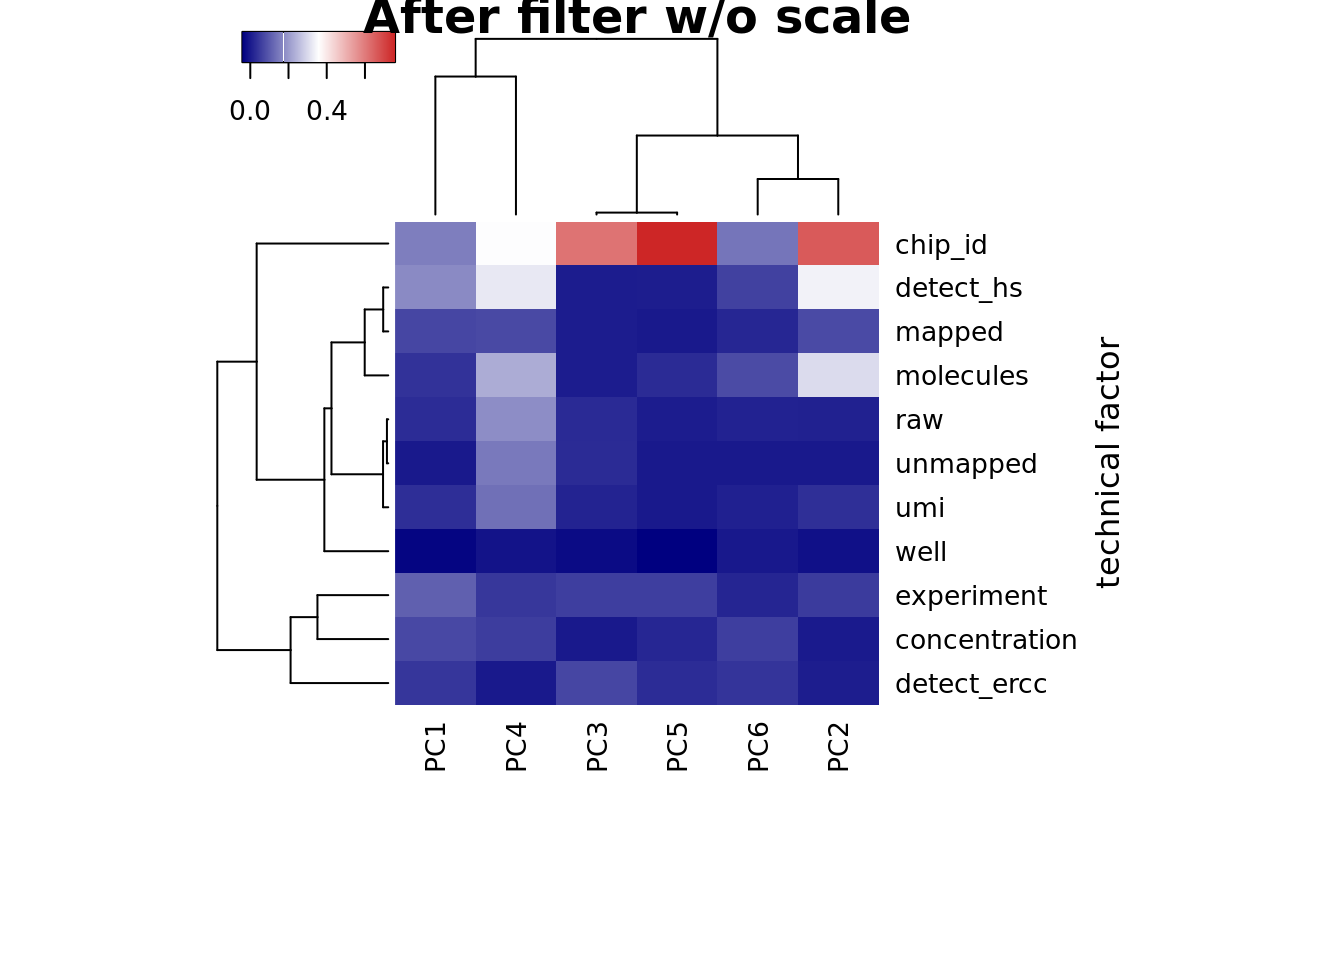 After filter w/o scale
0.0 0.4
chip_id
detect_hs
mapped
molecules
raw
unmapped
umi
well
experiment
concentration
detect_ercc
technical factor
PC1 PC4 PC3 PC5 PC6 PC2